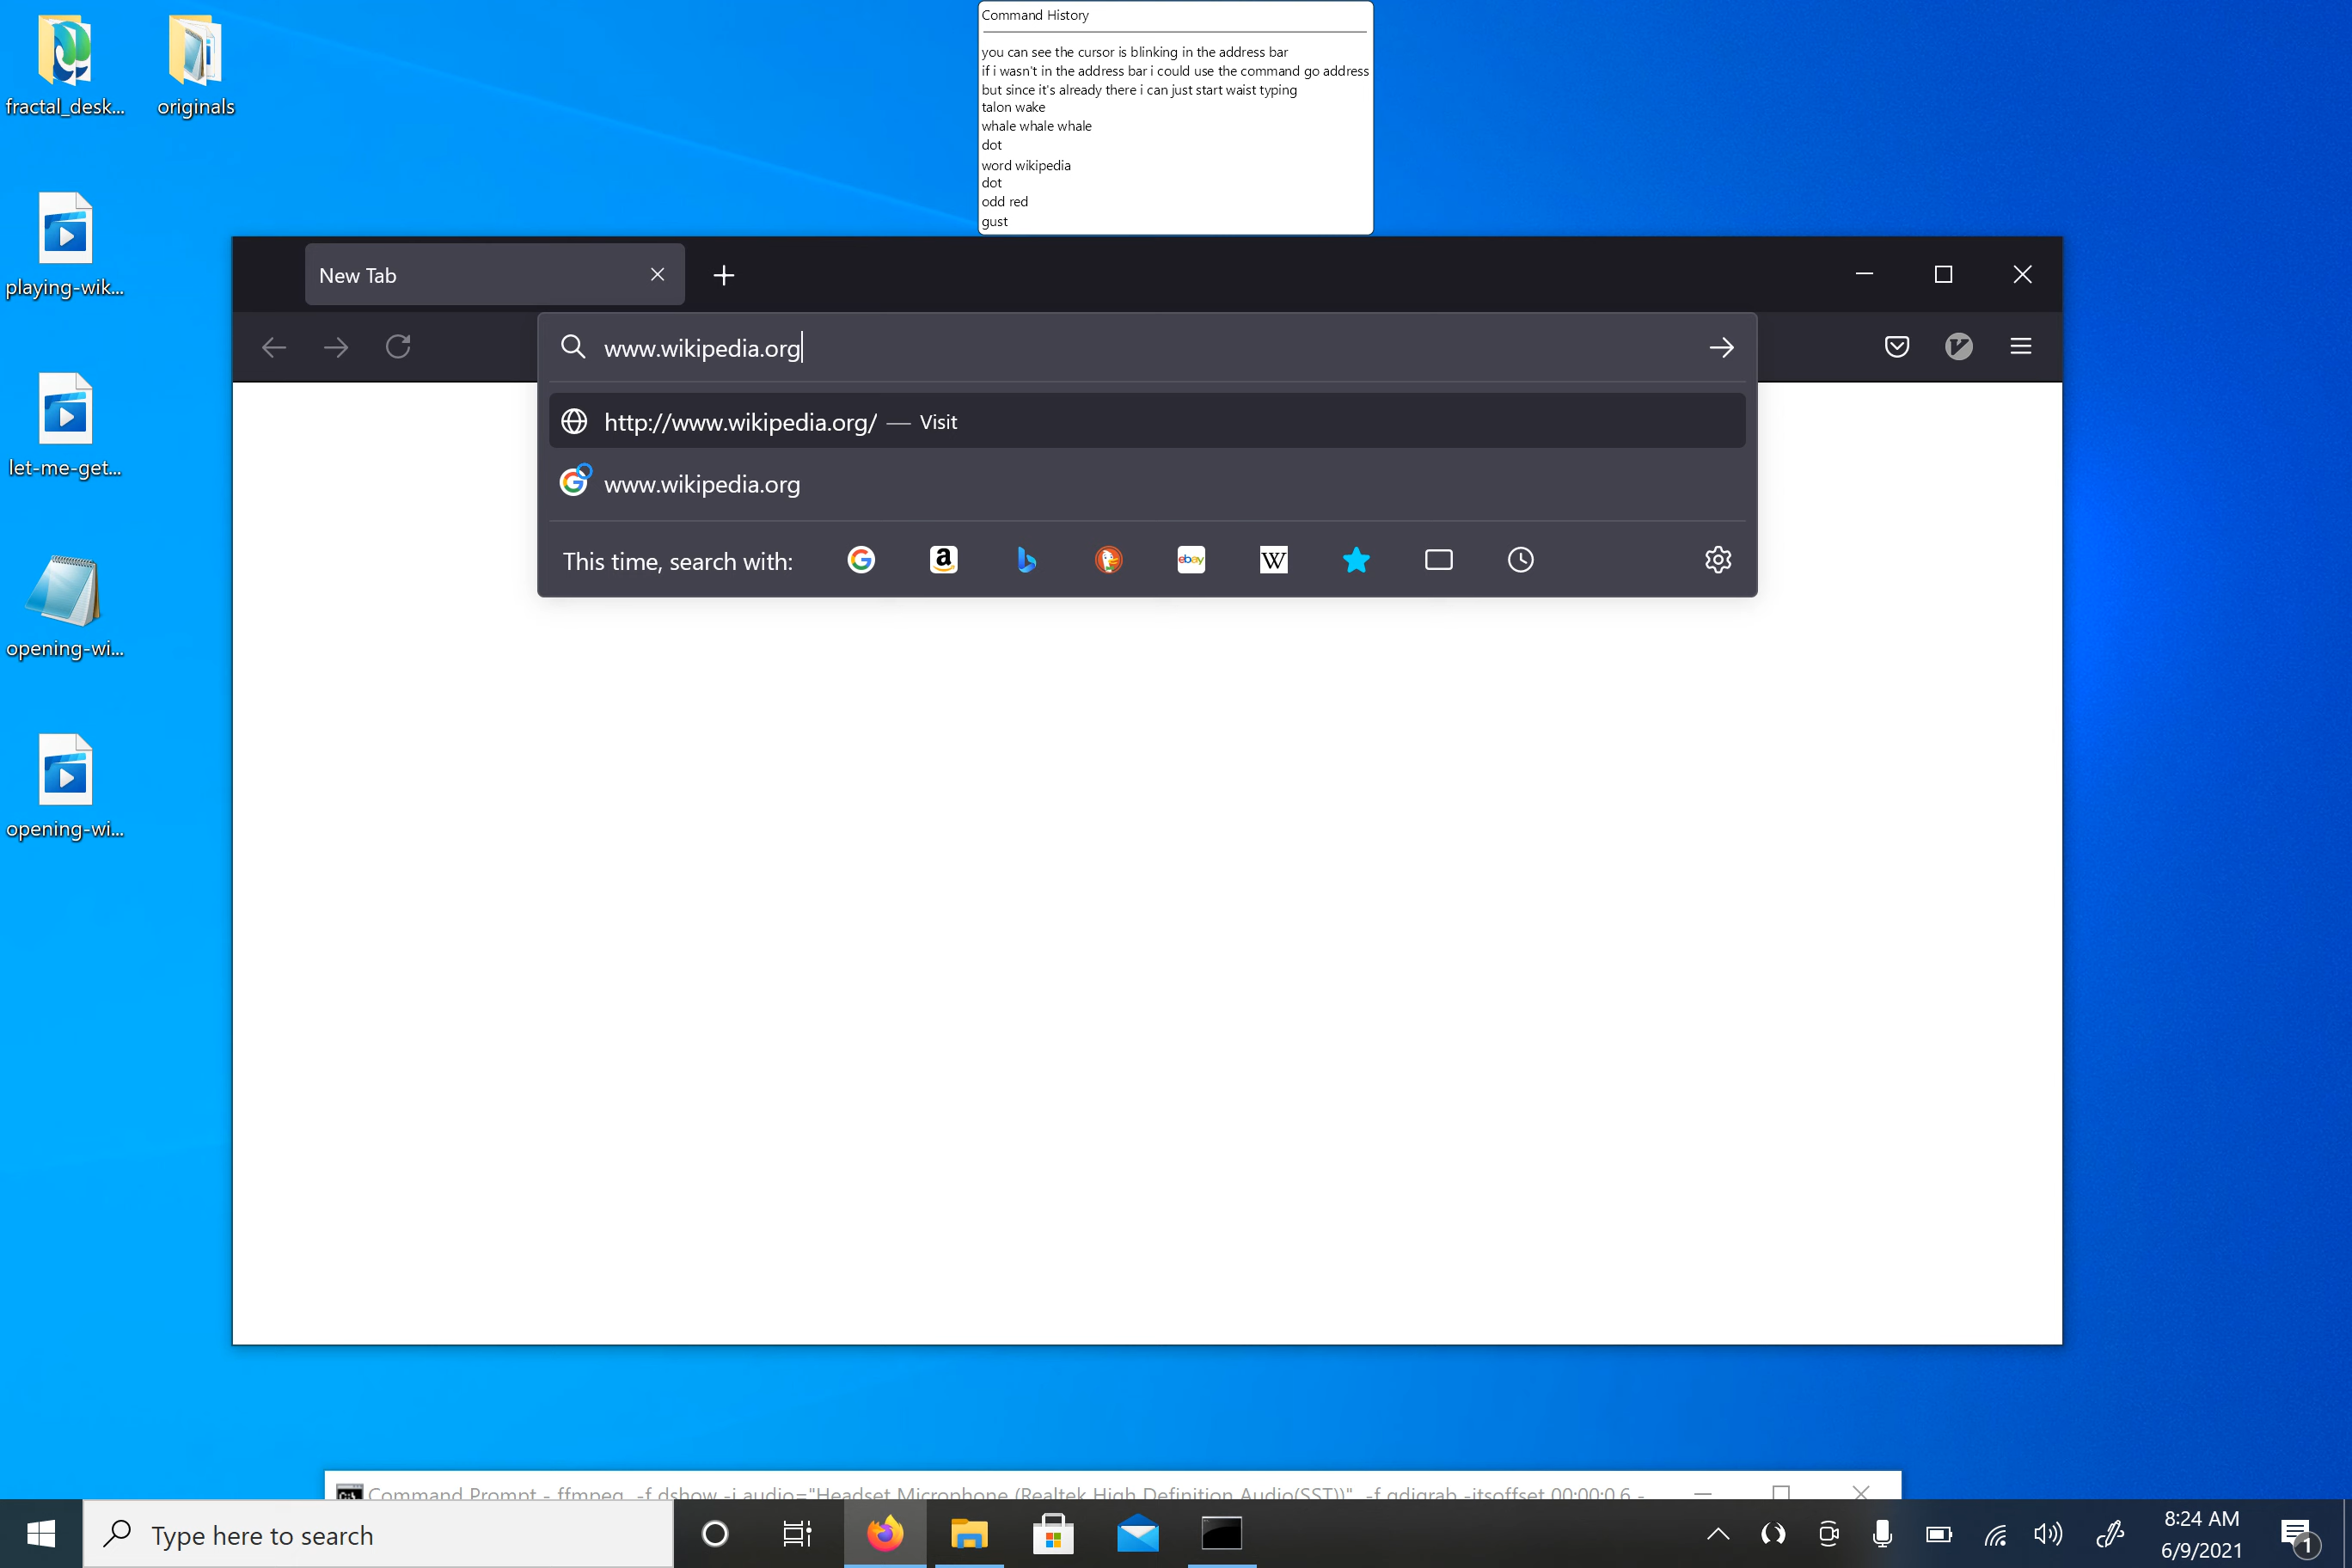 fractal_desk...
originals
playing-wik...
let-me-get...
opening-wi...
opening-wi...
Command History
you can see the cursor is blinking in the address bar
if i wasn't in the address bar i could use the command go address
but since it's already there i can just start waist typing
talon wake
whale whale whale
dot
word wikipedia
dot
odd red
gust
New Tab
www.wikipedia.org
http://www.wikipedia.org/ — Visit
www.wikipedia.org
This time, search with:
a
ebay
W
Command Prompt - ffmpeg -f dshow -i audio="Headset Microphone (Realtek High Definition Audio(SST))" -f gdigrab -itsoffset 00:00:0.6 -
Type here to search
8:24 AM
6/9/2021
1